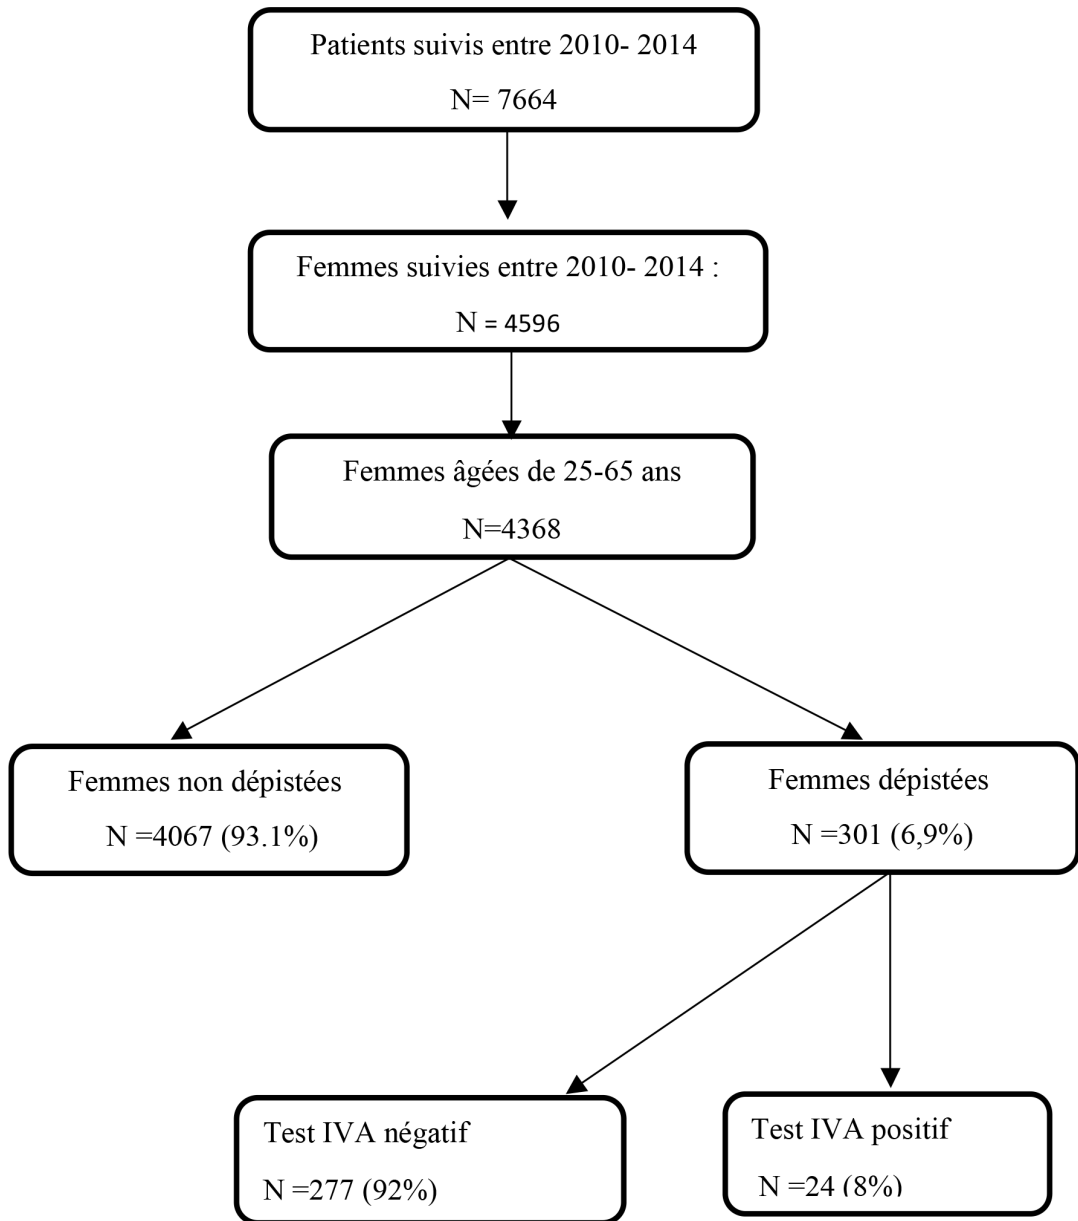 Patients suivis entre 2010- 2014
N= 7664
Femmes suivies entre 2010- 2014 :
N = 4596
Femmes âgées de 25-65 ans
N=4368
Femmes non dépistées
N =4067 (93.1%)
Femmes dépistées
N =301 (6,9%)
Test IVA négatif
N =277 (92%)
Test IVA positif
N =24 (8%)